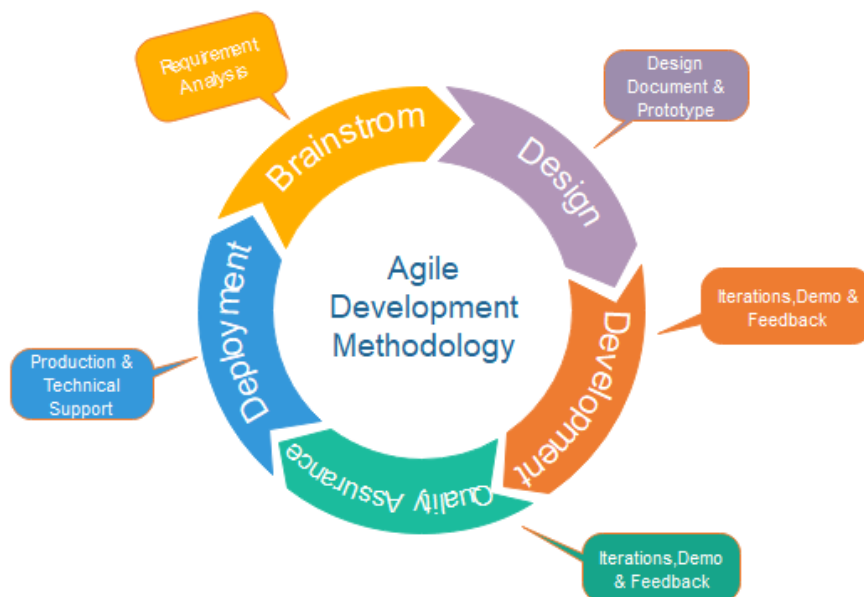 Requirement
Analysis
Brainstrom
Design
Document &
Prototype
Design
Iterations,Demo &
Feedback
Development
Iterations,Demo
& Feedback
Quality Assurance
Production &
Technical
Support
Deployment
Agile
Development
Methodology